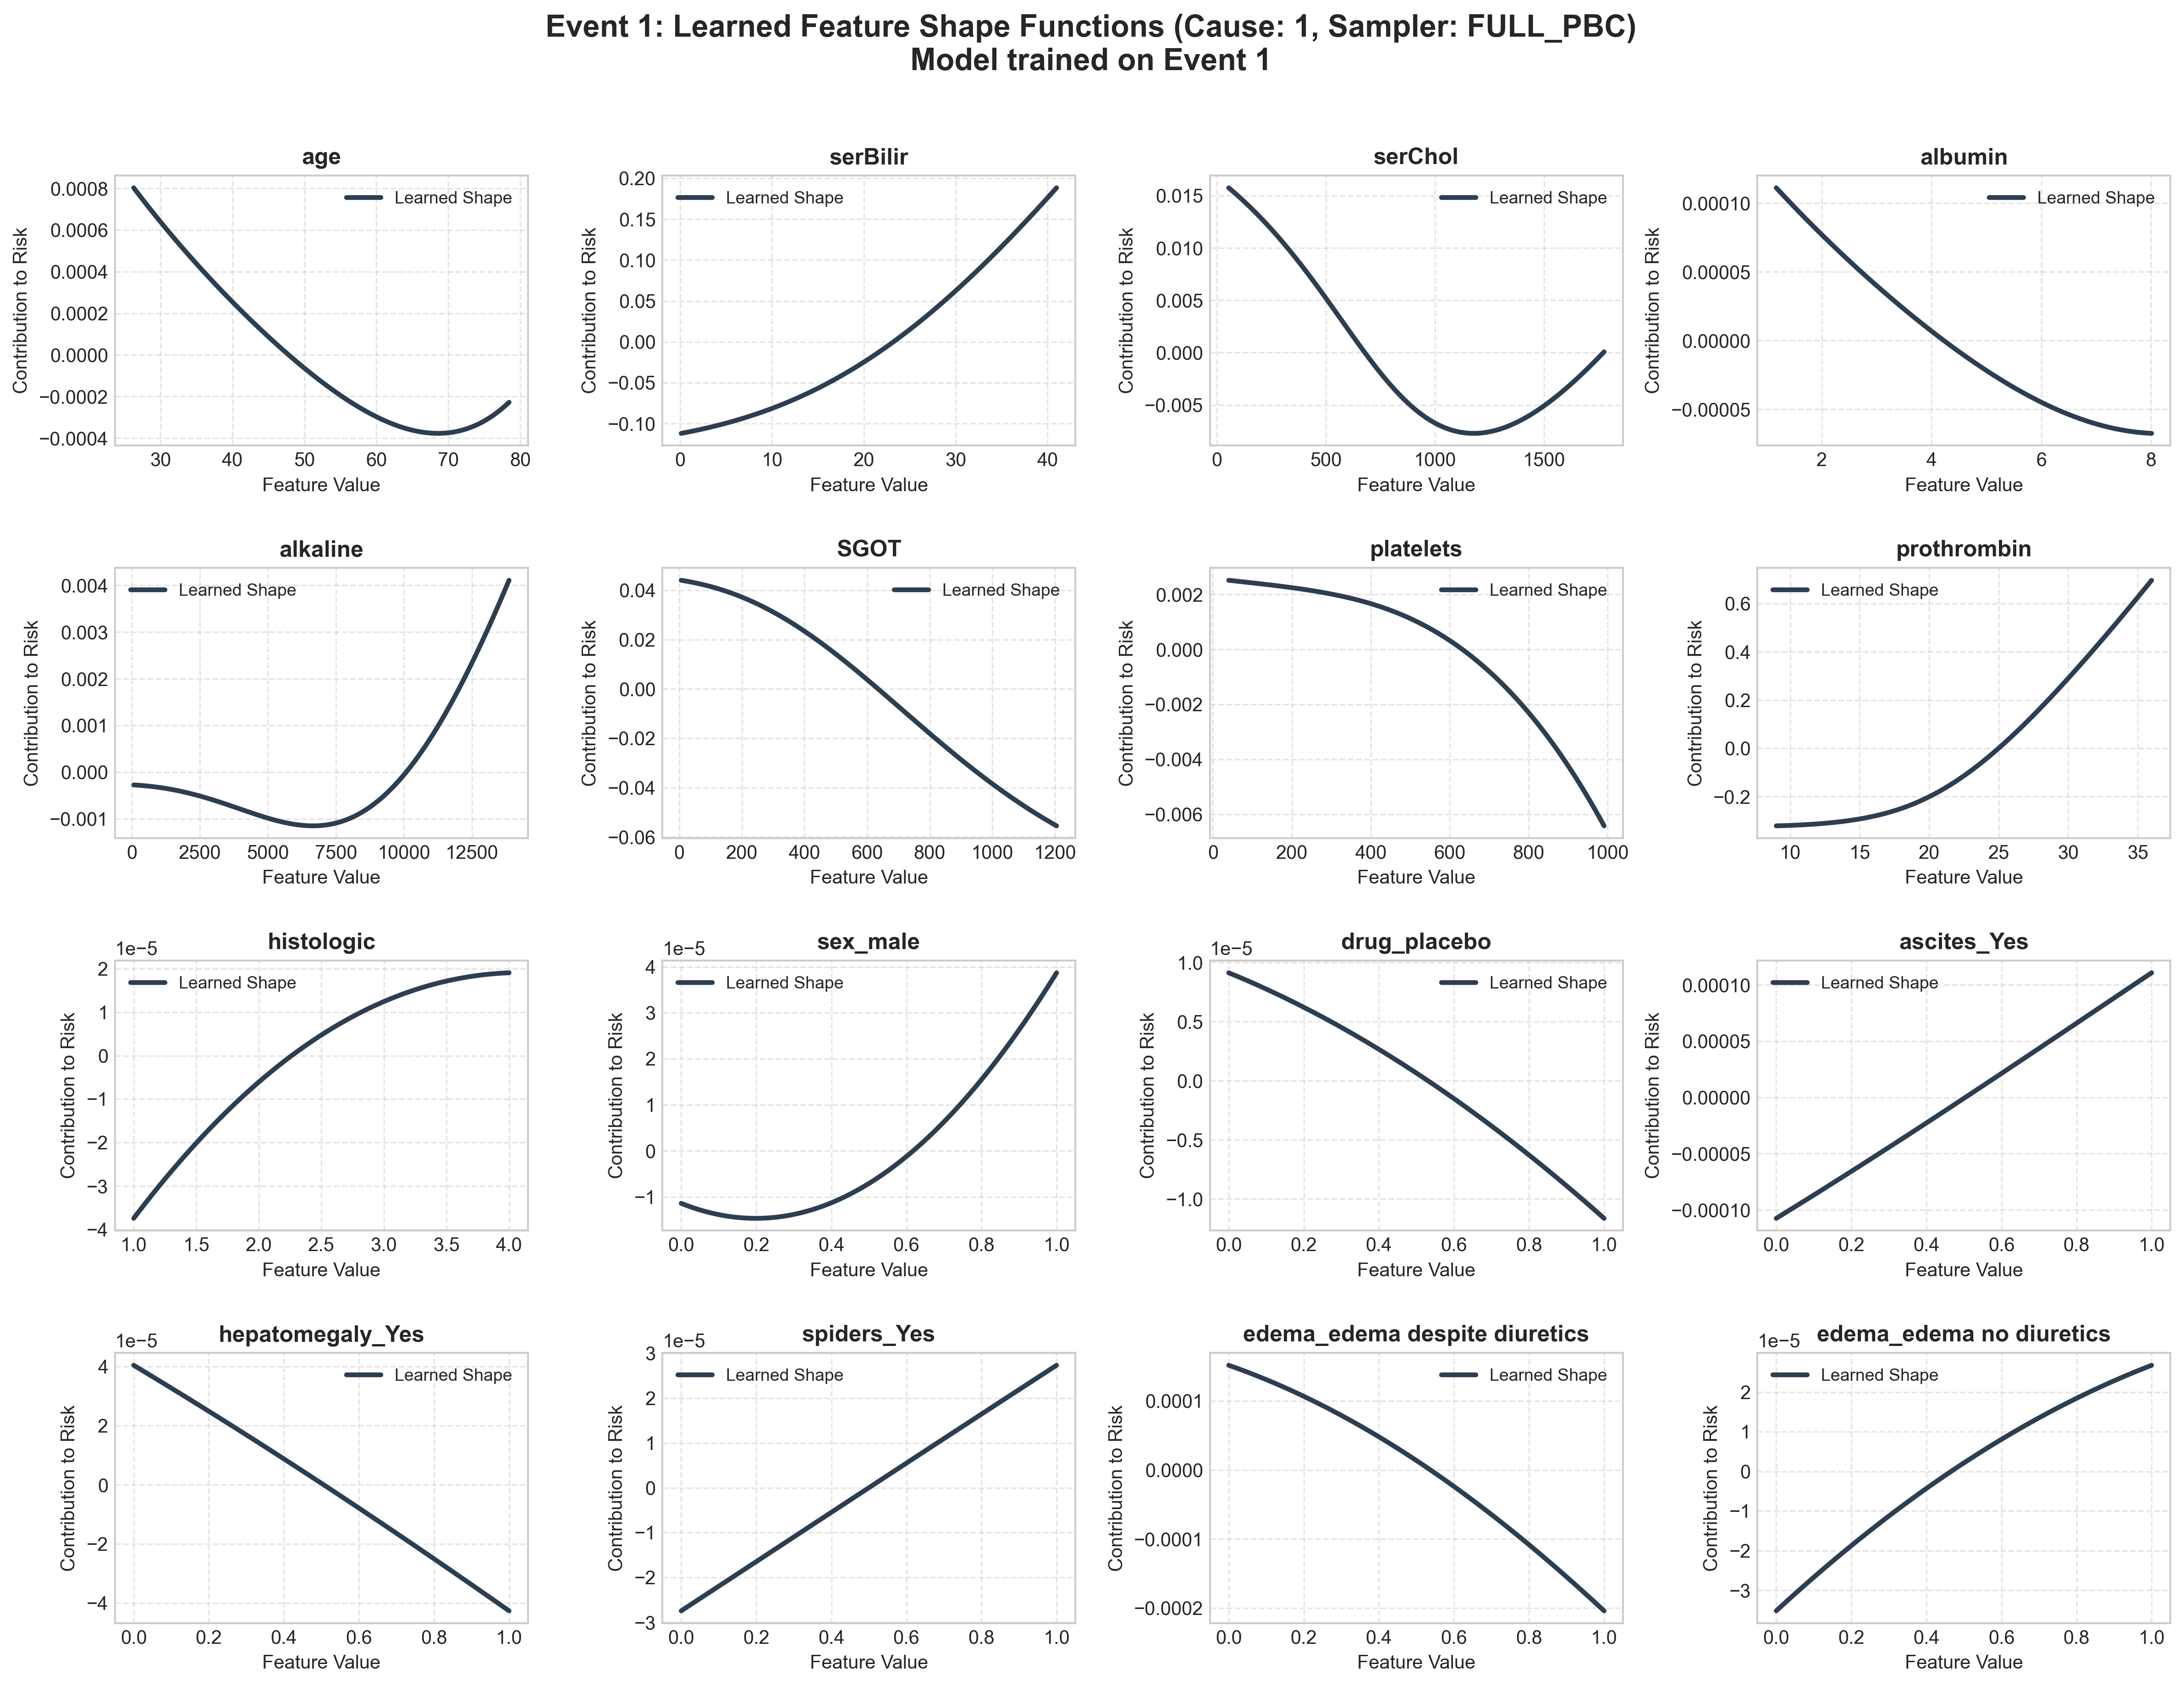 Event 1: Learned Feature Shape Functions (Cause: 1, Sampler: FULL_PBC)
Model trained on Event 1
age
Learned Shape
Contribution to Risk
0.0008
0.0006
0.0004
0.0002
0.0000
−0.0002
−0.0004
30 40 50 60 70 80
Feature Value
serBilir
Learned Shape
Contribution to Risk
0.20
0.15
0.10
0.05
0.00
−0.05
−0.10
0 10 20 30 40
Feature Value
serChol
Learned Shape
Contribution to Risk
0.015
0.010
0.005
0.000
−0.005
0 500 1000 1500
Feature Value
albumin
Learned Shape
Contribution to Risk
0.00010
0.00005
0.00000
−0.00005
2 4 6 8
Feature Value
alkaline
Learned Shape
Contribution to Risk
0.004
0.003
0.002
0.001
0.000
−0.001
0 2500 5000 7500 10000 12500
Feature Value
SGOT
Learned Shape
Contribution to Risk
0.04
0.02
0.00
−0.02
−0.04
−0.06
0 200 400 600 800 1000 1200
Feature Value
platelets
Learned Shape
Contribution to Risk
0.002
0.000
−0.002
−0.004
−0.006
0 200 400 600 800 1000
Feature Value
prothrombin
Learned Shape
Contribution to Risk
0.6
0.4
0.2
0.0
−0.2
10 15 20 25 30 35
Feature Value
histologic
1e−5
Learned Shape
Contribution to Risk
2
1
0
−1
−2
−3
−4
1.0 1.5 2.0 2.5 3.0 3.5 4.0
Feature Value
sex_male
1e−5
Learned Shape
Contribution to Risk
4
3
2
1
0
−1
0.0 0.2 0.4 0.6 0.8 1.0
Feature Value
drug_placebo
1e−5
Learned Shape
Contribution to Risk
1.0
0.5
0.0
−0.5
−1.0
0.0 0.2 0.4 0.6 0.8 1.0
Feature Value
ascites_Yes
Learned Shape
Contribution to Risk
0.00010
0.00005
0.00000
−0.00005
−0.00010
0.0 0.2 0.4 0.6 0.8 1.0
Feature Value
hepatomegaly_Yes
1e−5
Learned Shape
Contribution to Risk
4
2
0
−2
−4
0.0 0.2 0.4 0.6 0.8 1.0
Feature Value
spiders_Yes
1e−5
Learned Shape
Contribution to Risk
3
2
1
0
−1
−2
−3
0.0 0.2 0.4 0.6 0.8 1.0
Feature Value
edema_edema despite diuretics
Learned Shape
Contribution to Risk
0.0001
0.0000
−0.0001
−0.0002
0.0 0.2 0.4 0.6 0.8 1.0
Feature Value
edema_edema no diuretics
1e−5
Learned Shape
Contribution to Risk
2
1
0
−1
−2
−3
0.0 0.2 0.4 0.6 0.8 1.0
Feature Value